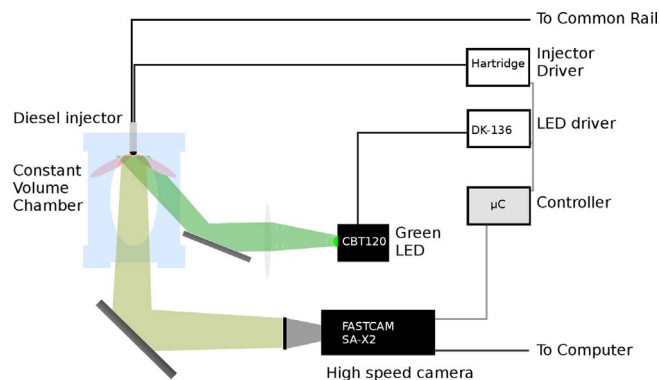 To Common Rail
Hartridge
Injector
Driver
Diesel injector
DK-136
LED driver
Constant
Volume
Chamber
µC
Controller
CBT120
Green
LED
FASTCAM
SA-X2
To Computer
High speed camera